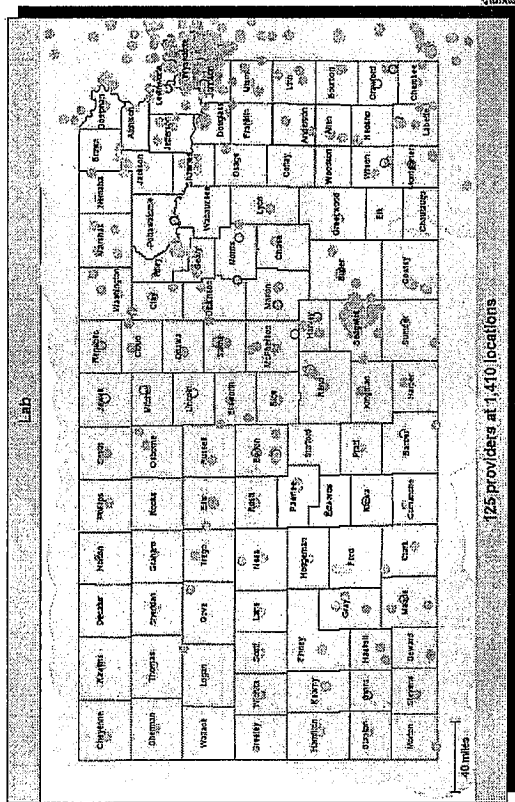 Lab
Cheyenne
Rawlins
Decatur
Norton
Phillips
Smith
Jewell
Republic
Washington
Marshall
Nemaha
Brown
Doniphan
Sherman
Thomas
Sheridan
Graham
Rooks
Osborne
Mitchell
Cloud
Clay
Riley
Pottawatomie
Jackson
Atchison
Wallace
Logan
Gove
Trego
Ellis
Russell
Lincoln
Ottawa
Saline
Dickinson
Geary
Wabaunsee
Shawnee
Jefferson
Leavenworth
Wyandotte
Johnson
Douglas
Greeley
Wichita
Scott
Lane
Ness
Rush
Barton
Ellsworth
Rice
McPherson
Marion
Morris
Chase
Lyon
Osage
Franklin
Miami
Hamilton
Kearny
Finney
Hodgeman
Pawnee
Stafford
Reno
Harvey
Butler
Greenwood
Coffey
Anderson
Linn
Stanton
Grant
Haskell
Gray
Ford
Edwards
Kiowa
Pratt
Kingman
Sedgwick
Elk
Woodson
Wilson
Allen
Neosho
Bourbon
Crawford
Morton
Stevens
Seward
Meade
Clark
Comanche
Barber
Harper
Sumner
Cowley
Chautauqua
Montgomery
Labette
Cherokee
40 miles
125 providers at 1,410 locations